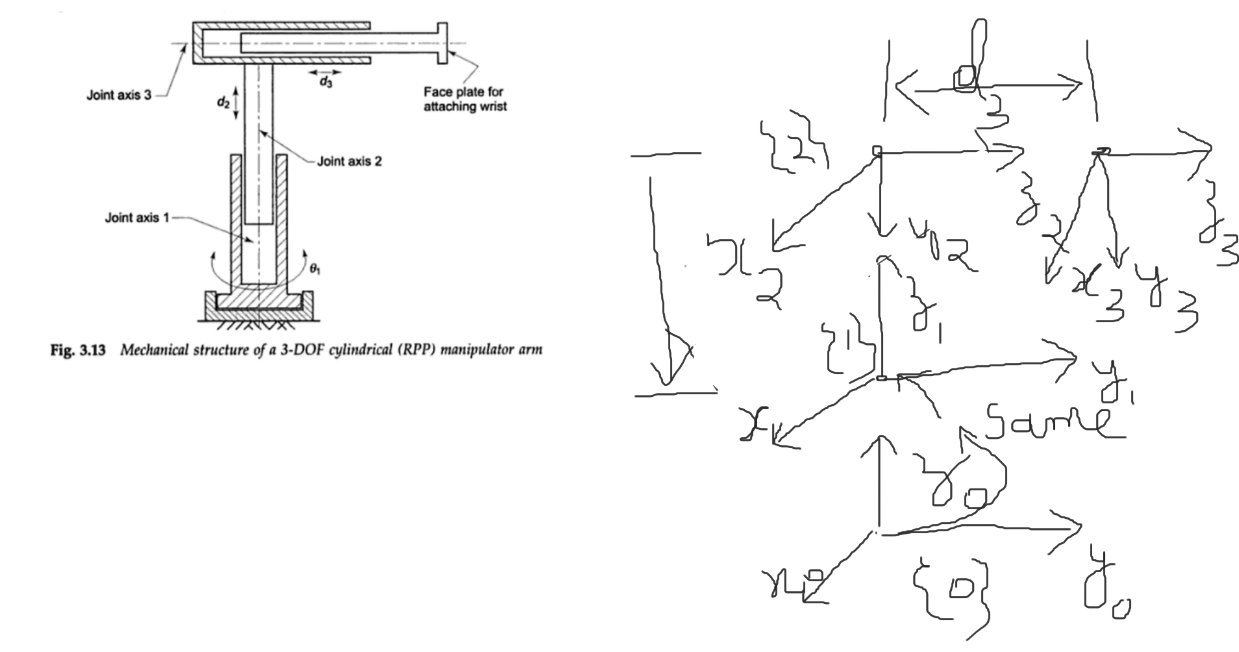 Joint axis 3
d₂
d₃
Face plate for
attaching wrist
Joint axis 2
Joint axis 1
θ₁
Fig. 3.13 Mechanical structure of a 3-DOF cylindrical (RPP) manipulator arm
d₃
{2}
z₂
x₂
y₂
z₃
x₃ y₃
{1}
z₁
y₁
x₁
Same
z₀
x₀
{0}
y₀